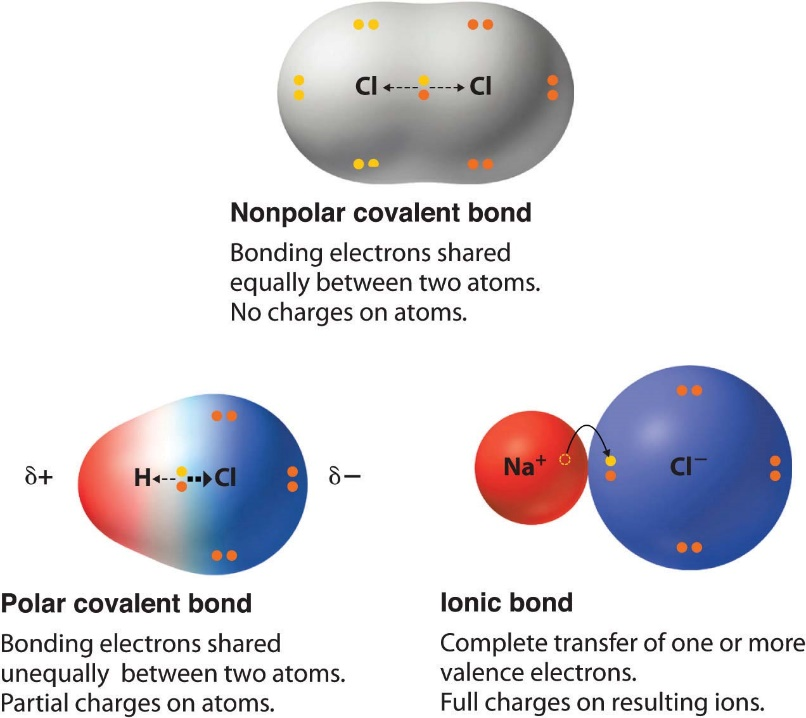 Cl Cl
Nonpolar covalent bond
Bonding electrons shared
equally between two atoms.
No charges on atoms.
δ+ H Cl δ−
Polar covalent bond
Bonding electrons shared
unequally between two atoms.
Partial charges on atoms.
Na⁺ Cl⁻
Ionic bond
Complete transfer of one or more
valence electrons.
Full charges on resulting ions.